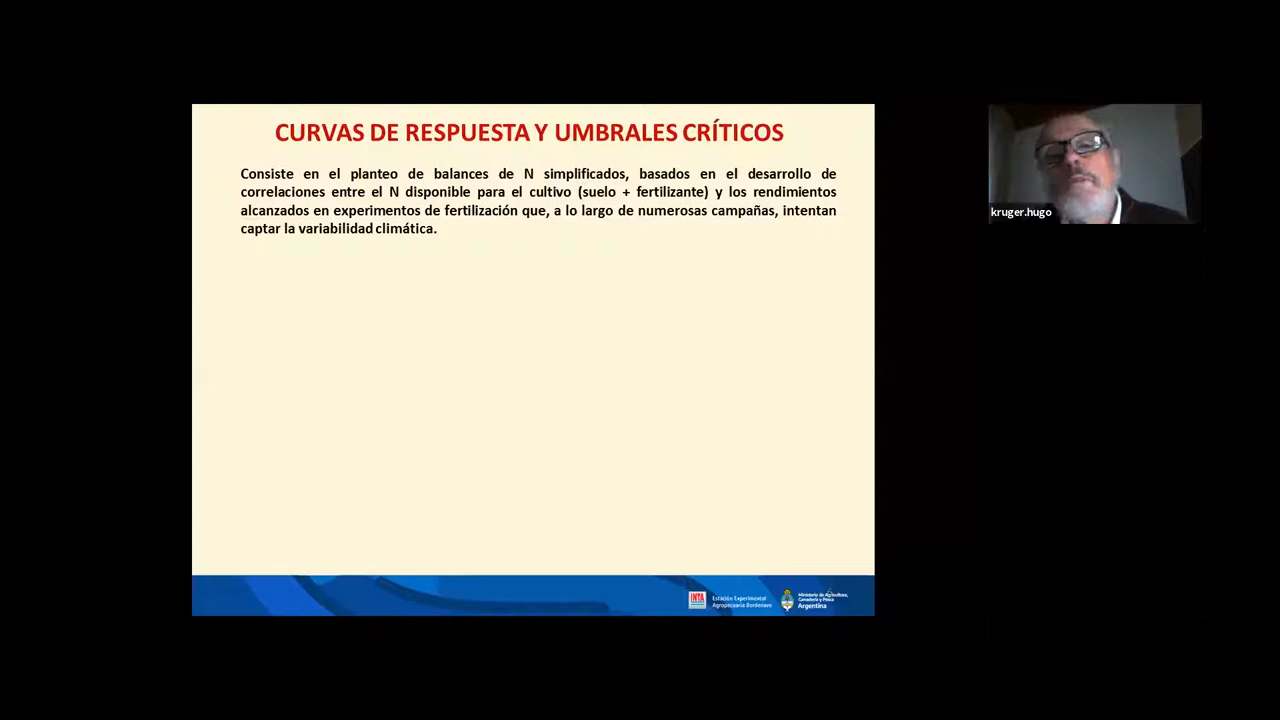 CURVAS DE RESPUESTA Y UMBRALES CRÍTICOS
Consiste en el planteo de balances de N simplificados, basados en el desarrollo de
correlaciones entre el N disponible para el cultivo (suelo + fertilizante) y los rendimientos
alcanzados en experimentos de fertilización que, a lo largo de numerosas campañas, intentan
captar la variabilidad climática.
kruger.hugo
INTA
Estación Experimental
Agropecuaria Bordenave
Ministerio de Agricultura,
Ganadería y Pesca
Argentina